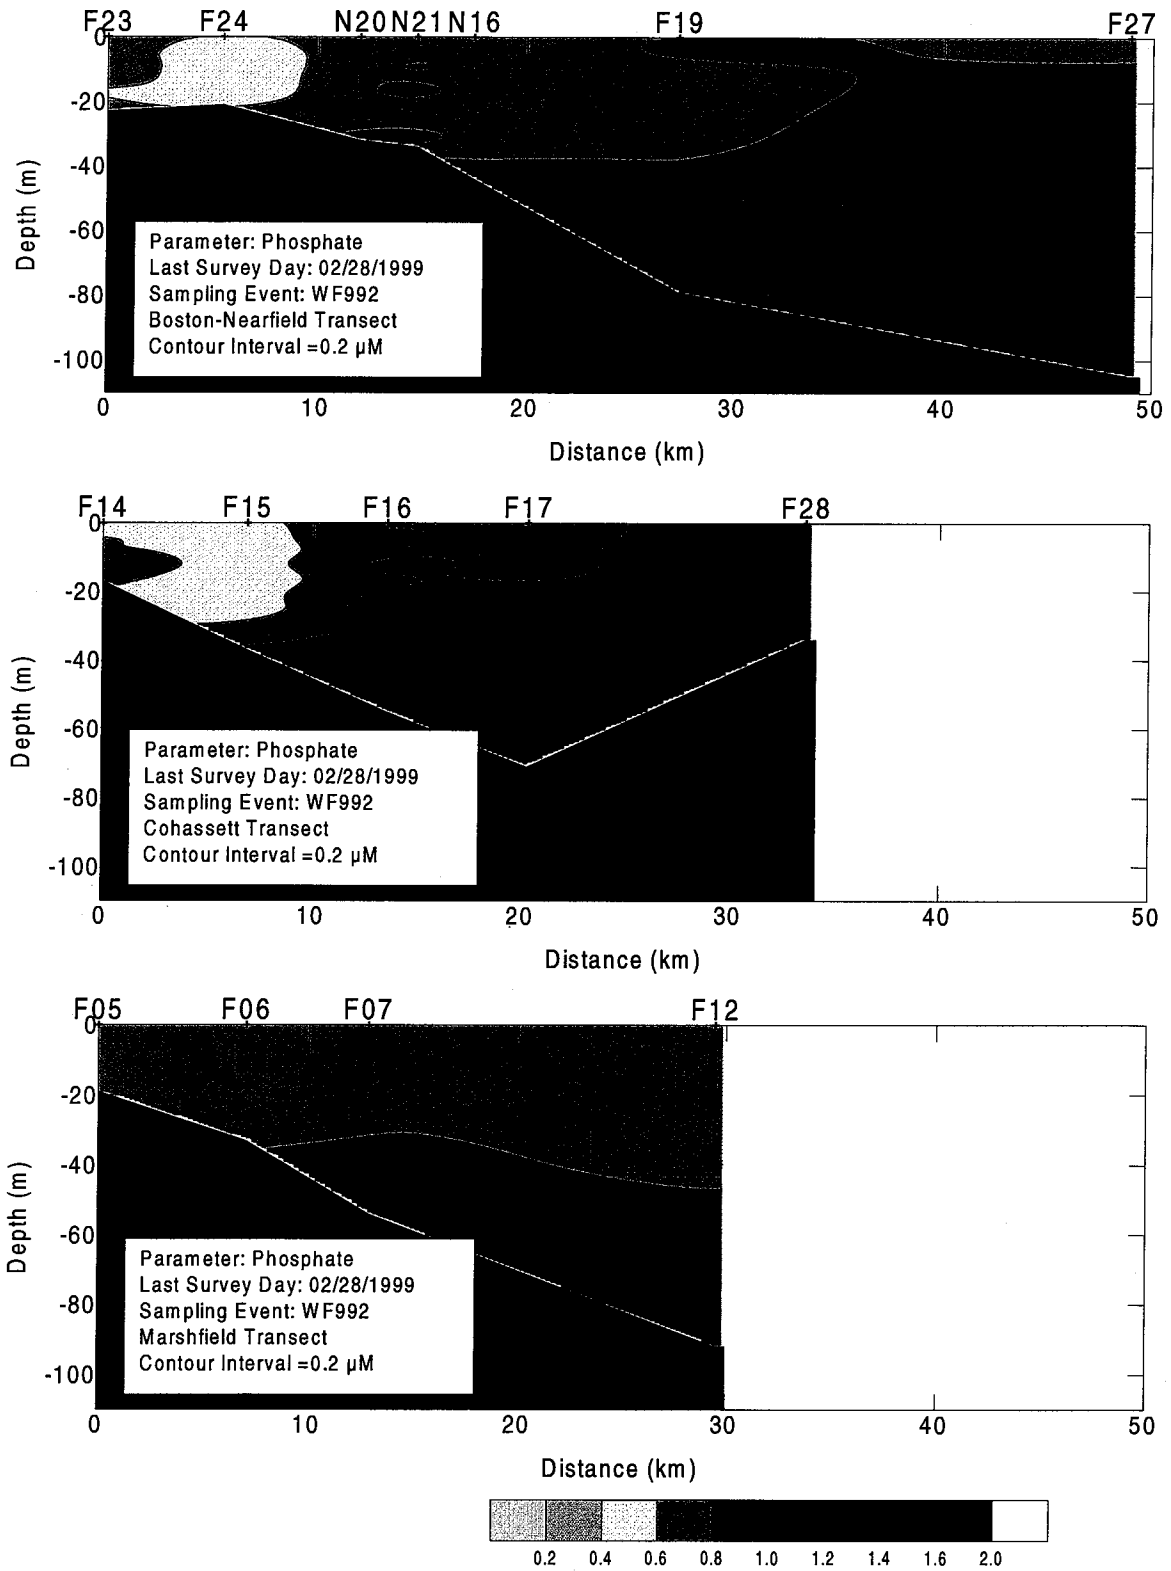 F23 F24 N20 N21 N16 F19 F27
0
-20
-40
-60
-80
-100
Depth (m)
Parameter: Phosphate
Last Survey Day: 02/28/1999
Sampling Event: WF992
Boston-Nearfield Transect
Contour Interval =0.2 µM
0 10 20 30 40 50
Distance (km)
F14 F15 F16 F17 F28
0
-20
-40
-60
-80
-100
Depth (m)
Parameter: Phosphate
Last Survey Day: 02/28/1999
Sampling Event: WF992
Cohassett Transect
Contour Interval =0.2 µM
0 10 20 30 40 50
Distance (km)
F05 F06 F07 F12
0
-20
-40
-60
-80
-100
Depth (m)
Parameter: Phosphate
Last Survey Day: 02/28/1999
Sampling Event: WF992
Marshfield Transect
Contour Interval =0.2 µM
0 10 20 30 40 50
Distance (km)
0.2 0.4 0.6 0.8 1.0 1.2 1.4 1.6 2.0